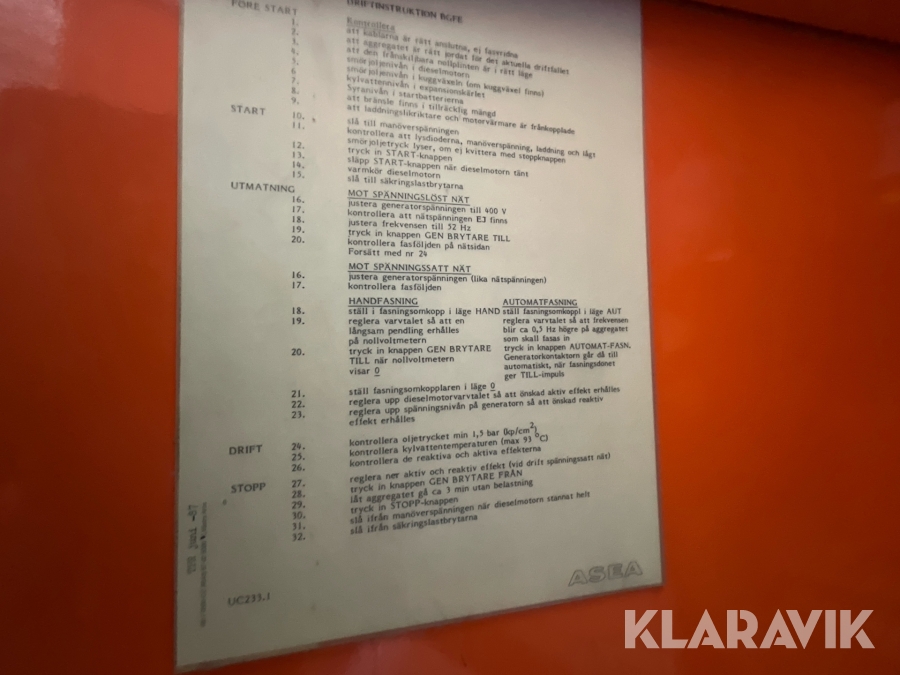 DRIFTINSTRUKTION BGFE
FÖRE START
Kontrollera
1. att kablarna är rätt anslutna, ej fasvridna
2. att aggregatet är rätt jordat för det aktuella driftfallet
3. att den frånskiljbara nollplinten är i rätt läge
4. smörjoljenivån i dieselmotorn
5. smörjoljenivån i kuggväxeln (om kuggväxel finns)
6 kylvattennivån i expansionskärlet
7. Syranivån i startbatterierna
8. att bränsle finns i tillräcklig mängd
9. att laddningslikriktare och motorvärmare är frånkopplade
START
10. slå till manöverspänningen
11. kontrollera att lysdioderna, manöverspänning, laddning och lågt
smörjoljetryck lyser, om ej kvittera med stoppknappen
12. tryck in START-knappen
13. släpp START-knappen när dieselmotorn tänt
14. varmkör dieselmotorn
15. slå till säkringslastbrytarna
UTMATNING
MOT SPÄNNINGSLÖST NÄT
16. justera generatorspänningen till 400 V
17. kontrollera att nätspänningen EJ finns
18. justera frekvensen till 52 Hz
19. tryck in knappen GEN BRYTARE TILL
20. kontrollera fasföljden på nätsidan
Forsätt med nr 24
MOT SPÄNNINGSSATT NÄT
16. justera generatorspänningen (lika nätspänningen)
17. kontrollera fasföljden
HANDFASNING
18. ställ i fasningsomkopp i läge HAND
19. reglera varvtalet så att en
långsam pendling erhålles
på nollvoltmetern
20. tryck in knappen GEN BRYTARE
TILL när nollvoltmetern
visar 0
AUTOMATFASNING
ställ fasningsomkoppl i läge AUT
reglera varvtalet så att frekvensen
blir ca 0,5 Hz högre på aggregatet
som skall fasas in
tryck in knappen AUTOMAT-FASN.
Generatorkontaktorn går då till
automatiskt, när fasningsdonet
ger TILL-impuls
21. ställ fasningsomkopplaren i läge 0
22. reglera upp dieselmotorvarvtalet så att önskad aktiv effekt erhålles
23. reglera upp spänningsnivån på generatorn så att önskad reaktiv
effekt erhålles
DRIFT
24. kontrollera oljetrycket min 1,5 bar (kp/cm²)
25. kontrollera kylvattentemperaturen (max 93 °C)
26. kontrollera de reaktiva och aktiva effekterna
STOPP
27. reglera ner aktiv och reaktiv effekt (vid drift spänningssatt nät)
28. tryck in knappen GEN BRYTARE FRÅN
29. låt aggregatet gå ca 3 min utan belastning
30. tryck in STOPP-knappen
31. slå ifrån manöverspänningen när dieselmotorn stannat helt
32. slå ifrån säkringslastbrytarna
juni -87
UC233.1
ASEA
KLARAVIK